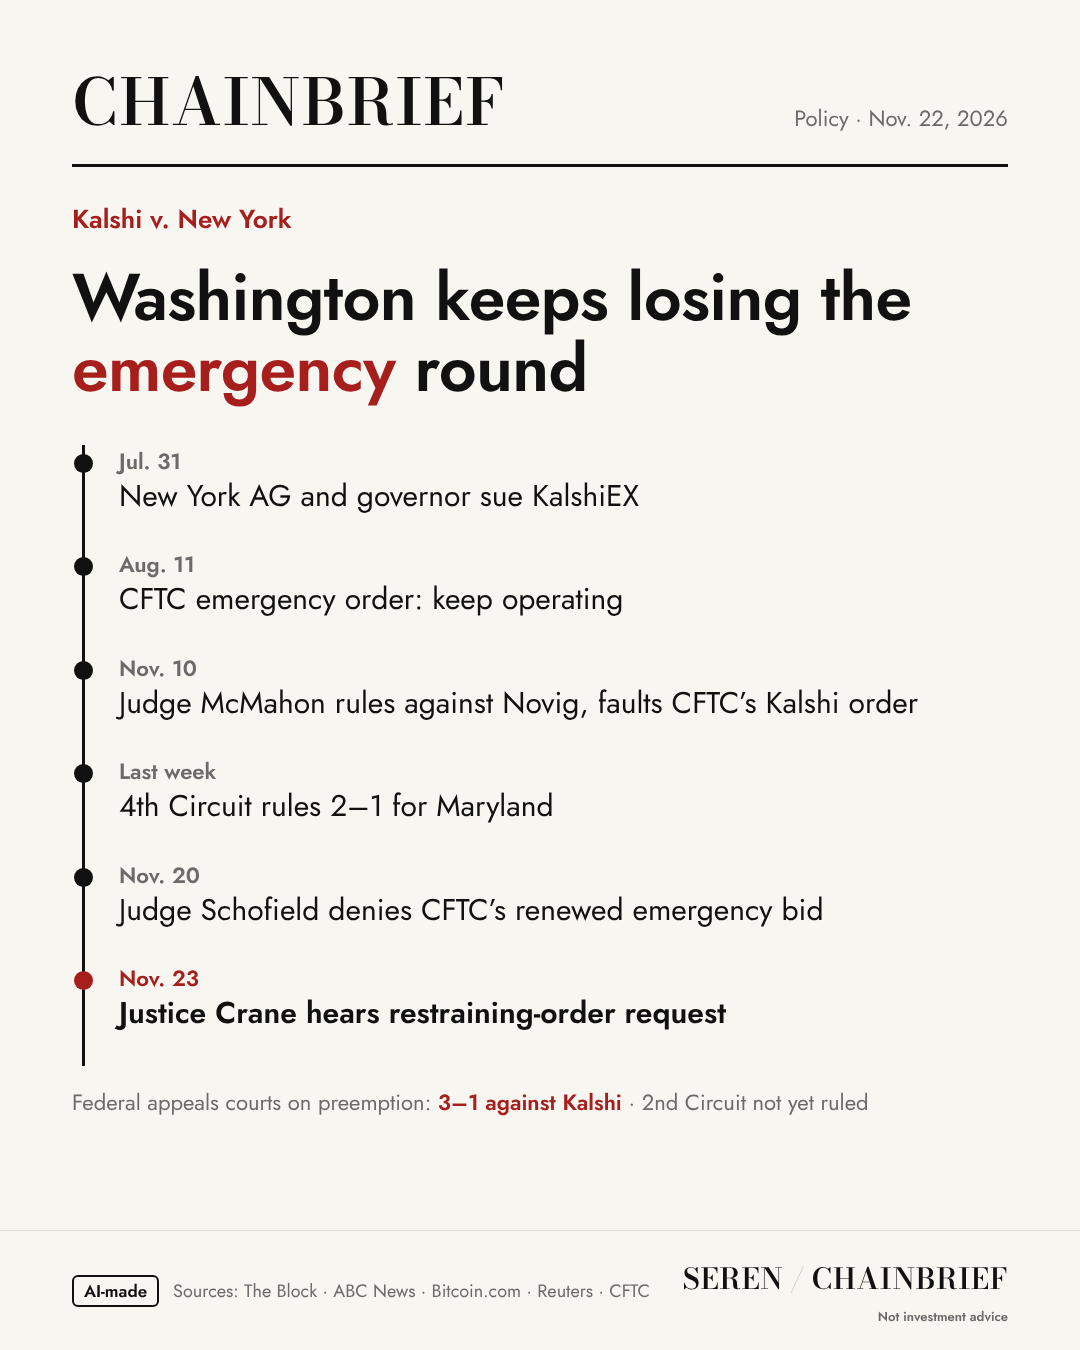 CHAINBRIEF
Policy · Nov. 22, 2026
Kalshi v. New York
Washington keeps losing the
emergency round
Jul. 31
New York AG and governor sue KalshiEX
Aug. 11
CFTC emergency order: keep operating
Nov. 10
Judge McMahon rules against Novig, faults CFTC’s Kalshi order
Last week
4th Circuit rules 2–1 for Maryland
Nov. 20
Judge Schofield denies CFTC’s renewed emergency bid
Nov. 23
Justice Crane hears restraining-order request
Federal appeals courts on preemption: 3–1 against Kalshi · 2nd Circuit not yet ruled
AI-made
Sources: The Block · ABC News · Bitcoin.com · Reuters · CFTC
SEREN / CHAINBRIEF
Not investment advice